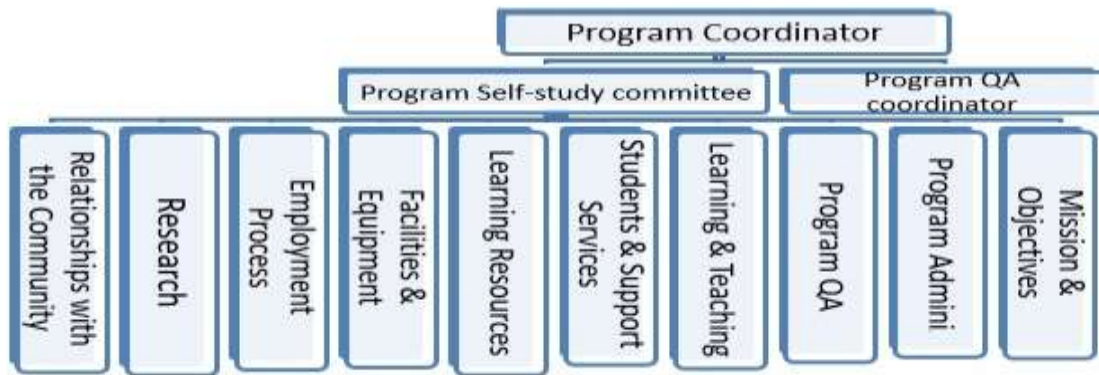 Program Coordinator
Program Self-study committee
Program QA
coordinator
Relationships with
the Community
Research
Employment
Process
Facilities &
Equipment
Learning Resources
Students & Support
Services
Learning & Teaching
Program QA
Program Admini
Mission &
Objectives